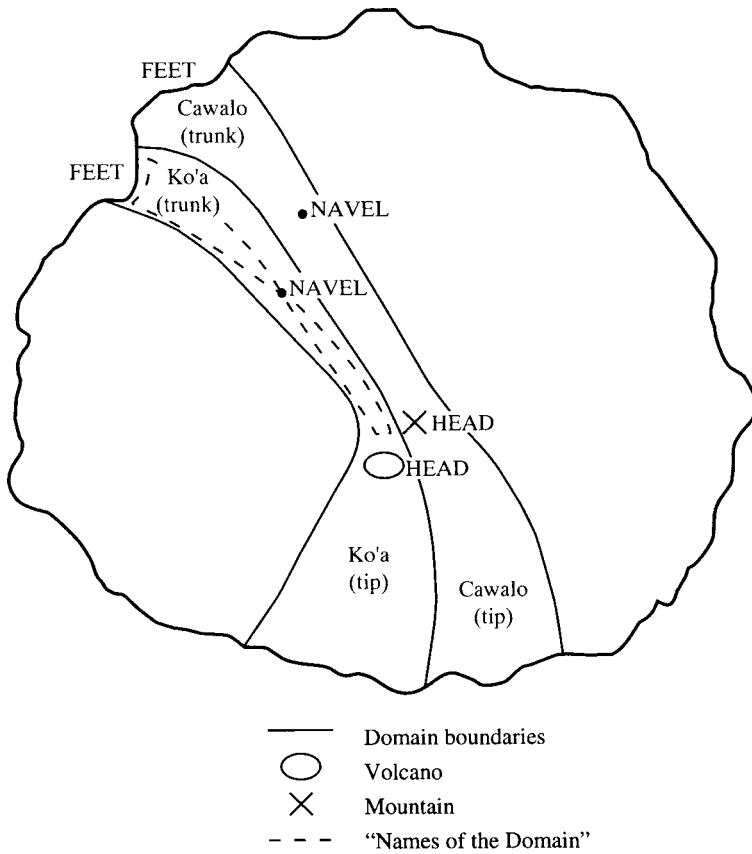 FEET
Cawalo
(trunk)
FEET
Ko'a
(trunk)
NAVEL
NAVEL
HEAD
HEAD
Ko'a
(tip)
Cawalo
(tip)
Domain boundaries
Volcano
Mountain
“Names of the Domain”